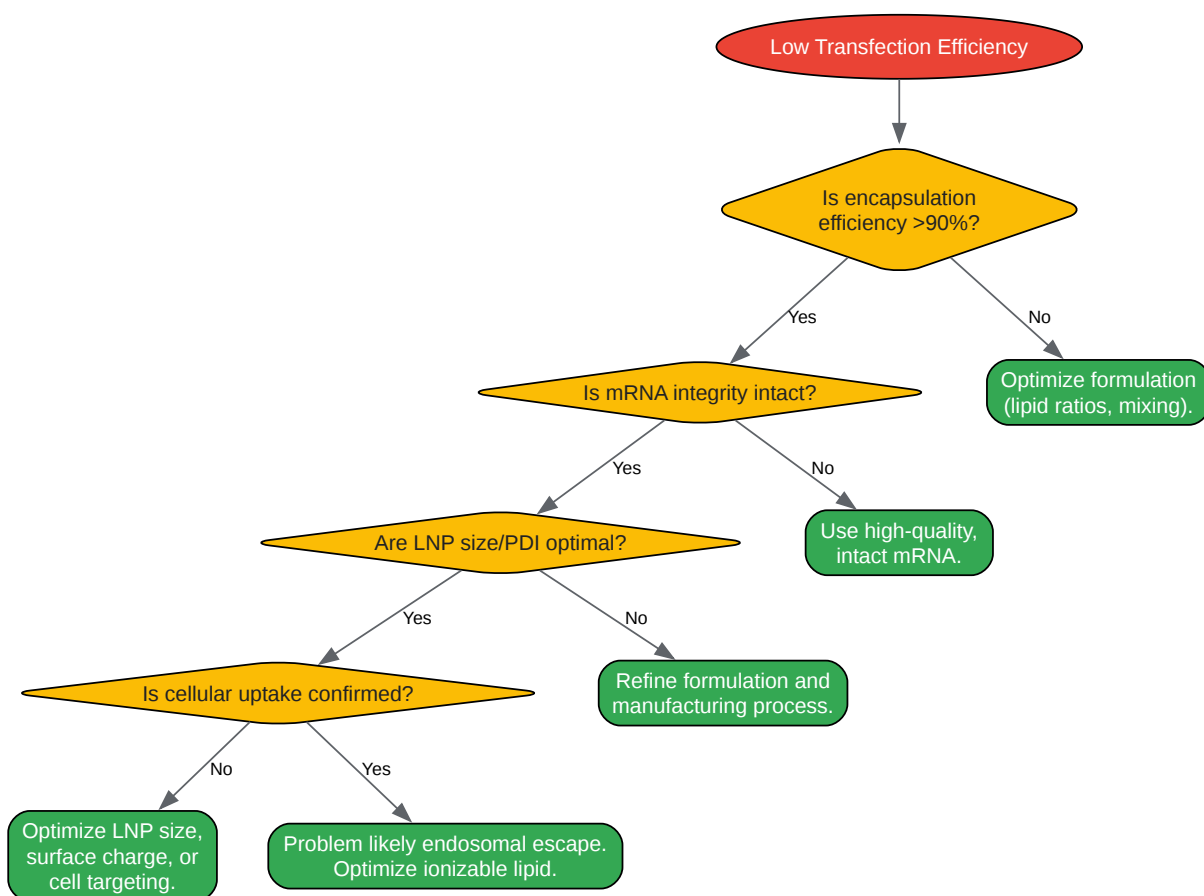 Low Transfection Efficiency
Is encapsulation
efficiency >90%?
Yes
No
Is mRNA integrity intact?
Optimize formulation
(lipid ratios, mixing).
Yes
No
Are LNP size/PDI optimal?
Use high-quality,
intact mRNA.
Yes
No
Is cellular uptake confirmed?
Refine formulation and
manufacturing process.
No
Yes
Optimize LNP size,
surface charge, or
cell targeting.
Problem likely endosomal escape.
Optimize ionizable lipid.